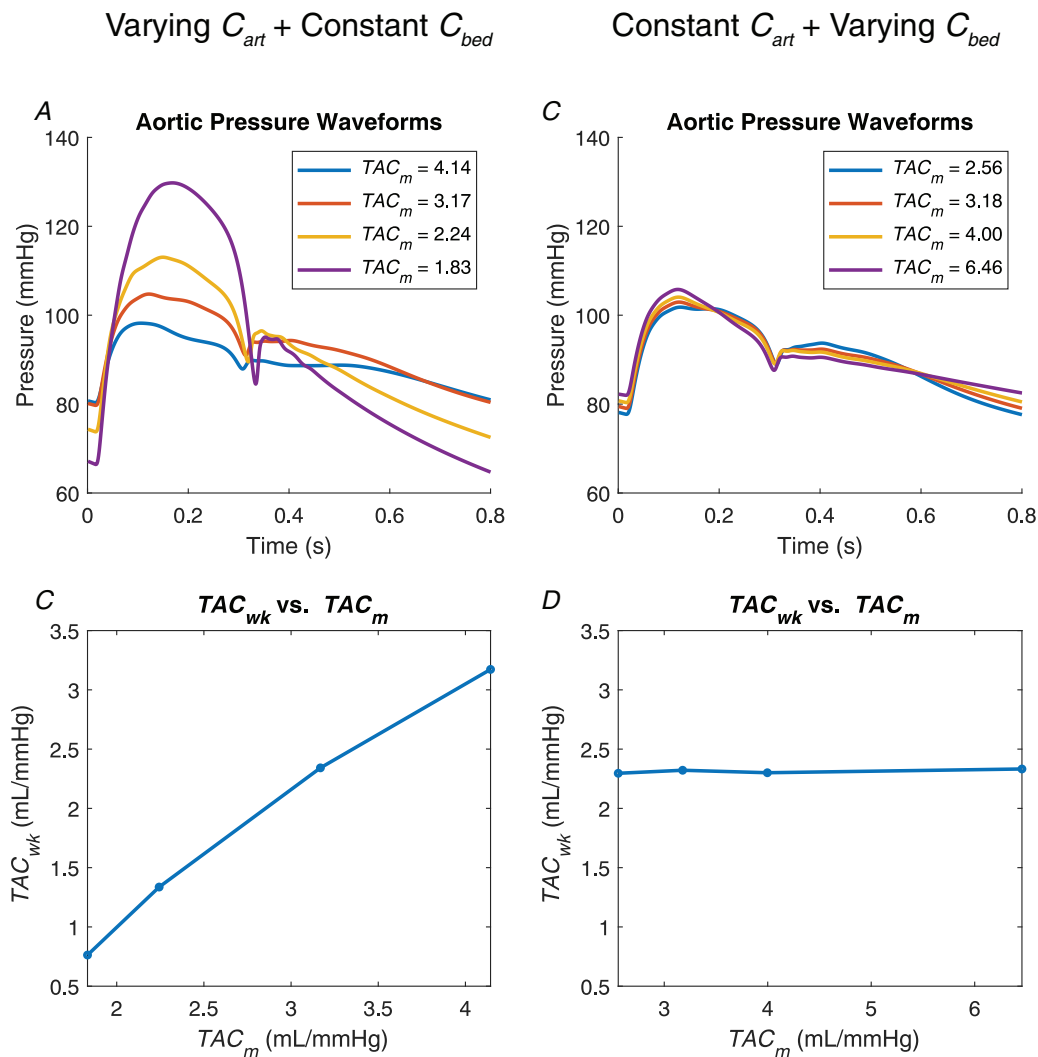 Varying C_art + Constant C_bed
Constant C_art + Varying C_bed
A
Aortic Pressure Waveforms
Pressure (mmHg)
140
120
100
80
60
TAC_m = 4.14
TAC_m = 3.17
TAC_m = 2.24
TAC_m = 1.83
0
0.2
0.4
0.6
0.8
Time (s)
C
Aortic Pressure Waveforms
Pressure (mmHg)
140
120
100
80
60
TAC_m = 2.56
TAC_m = 3.18
TAC_m = 4.00
TAC_m = 6.46
0
0.2
0.4
0.6
0.8
Time (s)
C
TAC_wk vs. TAC_m
TAC_wk (mL/mmHg)
3.5
3
2.5
2
1.5
1
0.5
2
2.5
3
3.5
4
TAC_m (mL/mmHg)
D
TAC_wk vs. TAC_m
TAC_wk (mL/mmHg)
3.5
3
2.5
2
1.5
1
0.5
3
4
5
6
TAC_m (mL/mmHg)